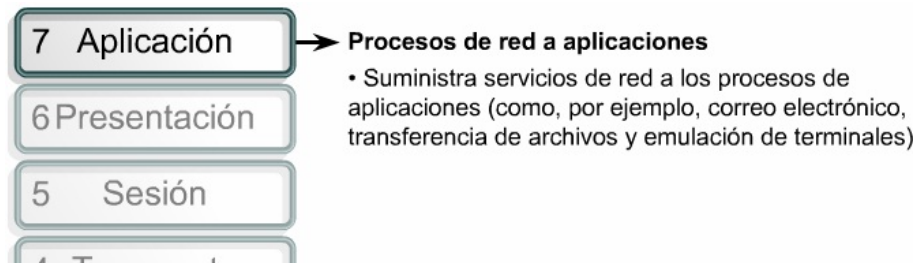 7 Aplicación
Procesos de red a aplicaciones
• Suministra servicios de red a los procesos de
aplicaciones (como, por ejemplo, correo electrónico,
transferencia de archivos y emulación de terminales)
6 Presentación
5 Sesión